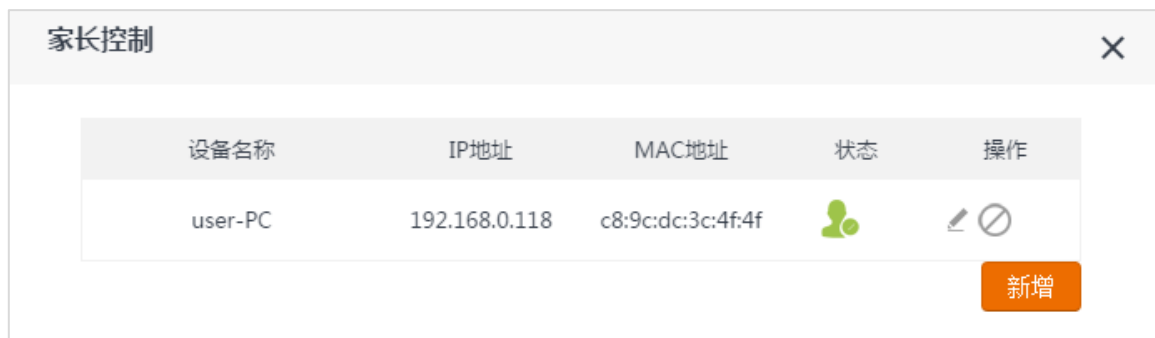 家长控制
设备名称 IP地址 MAC地址 状态 操作
user-PC 192.168.0.118 c8:9c:dc:3c:4f:4f
新增